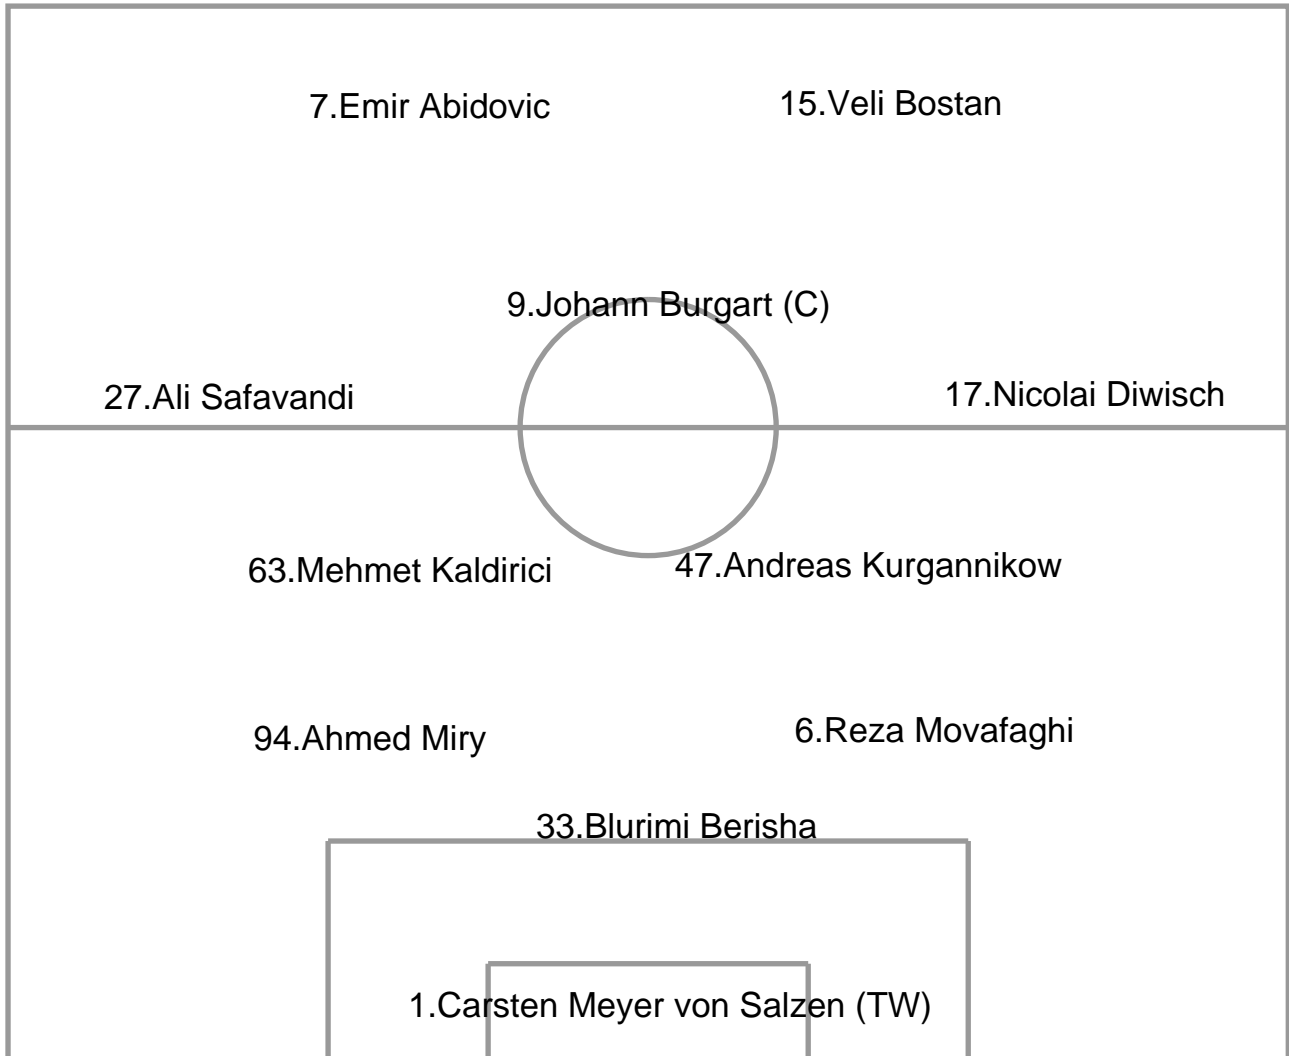 7.Emir Abidovic
15.Veli Bostan
9.Johann Burgart (C)
27.Ali Safavandi
17.Nicolai Diwisch
63.Mehmet Kaldirici
47.Andreas Kurgannikow
94.Ahmed Miry
6.Reza Movafaghi
33.Blurimi Berisha
1.Carsten Meyer von Salzen (TW)